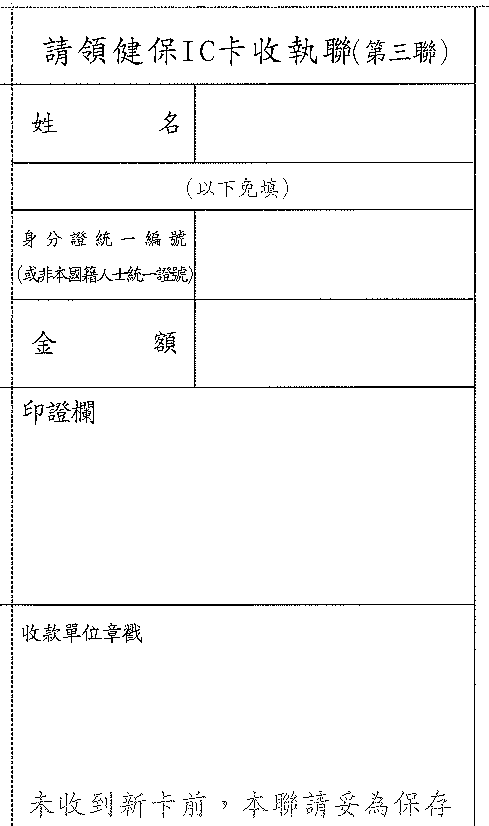 請領健保IC卡收執聯(第三聯)
姓名
(以下免填)
身分證統一編號
(或非本國籍人士統一證號)
金額
印證欄
收款單位章戳
未收到新卡前，本聯請妥為保存